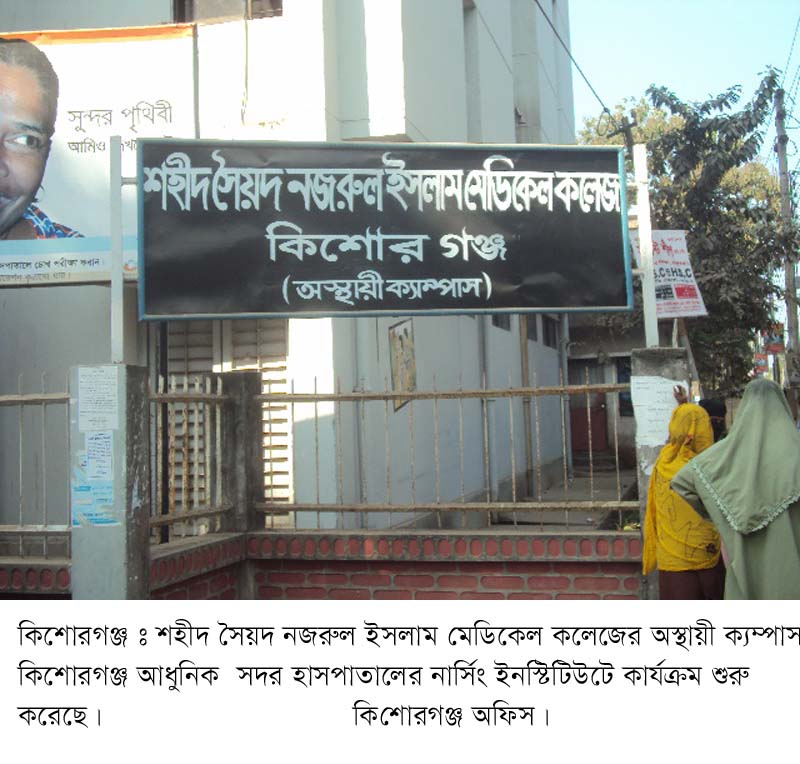 সুন্দর পৃথিবী
আমিও
শহীদ সৈয়দ নজরুল ইসলাম মেডিকেল কলেজ
কিশোর গঞ্জ
(অস্থায়ী ক্যাম্পাস)
কিশোরগঞ্জ ঃ শহীদ সৈয়দ নজরুল ইসলাম মেডিকেল কলেজের অস্থায়ী ক্যম্পাস
কিশোরগঞ্জ আধুনিক সদর হাসপাতালের নার্সিং ইনস্টিটিউটে কার্যক্রম শুরু
করেছে। কিশোরগঞ্জ অফিস।